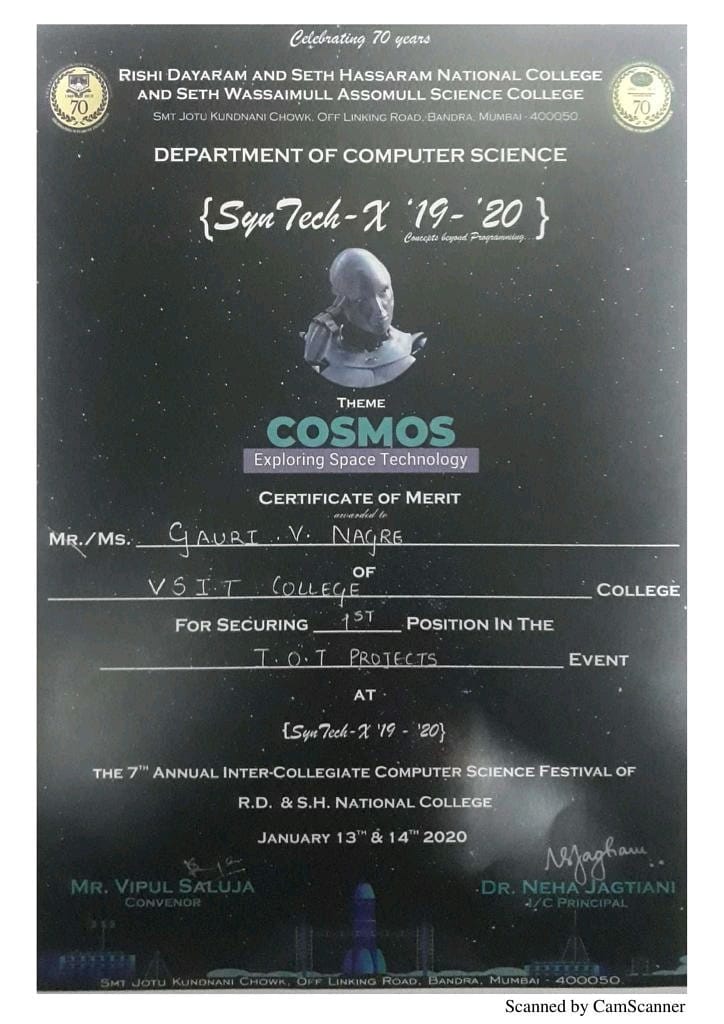 Celebrating 70 years
RISHI DAYARAM AND SETH HASSARAM NATIONAL COLLEGE
AND SETH WASSAIMULL ASSOMULL SCIENCE COLLEGE
SMT JOTU KUNDNANI CHOWK, OFF LINKING ROAD, BANDRA, MUMBAI - 400050.
70
70
DEPARTMENT OF COMPUTER SCIENCE
{SynTech-X '19-'20}
Concepts beyond Programming...
THEME
COSMOS
Exploring Space Technology
CERTIFICATE OF MERIT
awarded to
MR./MS. GAURI . V. NAGRE
OF
VSI.T COLLEGE COLLEGE
FOR SECURING 1ST POSITION IN THE
T.O.T PROJECTS EVENT
AT
{SynTech-X '19 - '20}
THE 7TH ANNUAL INTER-COLLEGIATE COMPUTER SCIENCE FESTIVAL OF
R.D. & S.H. NATIONAL COLLEGE
JANUARY 13TH & 14TH 2020
NSJagtiani
MR. VIPUL SALUJA DR. NEHA JAGTIANI
CONVENOR I/C PRINCIPAL
SMT JOTU KUNDNANI CHOWK, OFF LINKING ROAD, BANDRA, MUMBAI - 400050.
Scanned by CamScanner